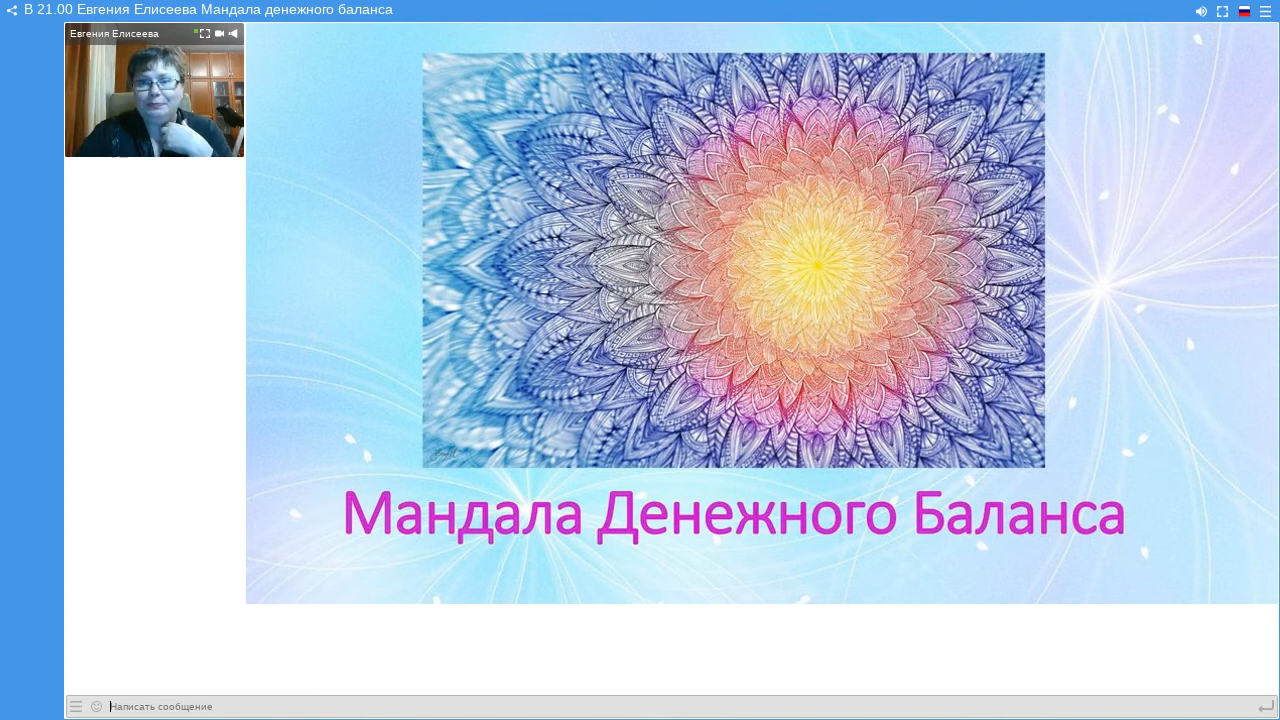 В 21.00 Евгения Елисеева Мандала денежного баланса
Евгения Елисеева
Мандала Денежного Баланса
Написать сообщение